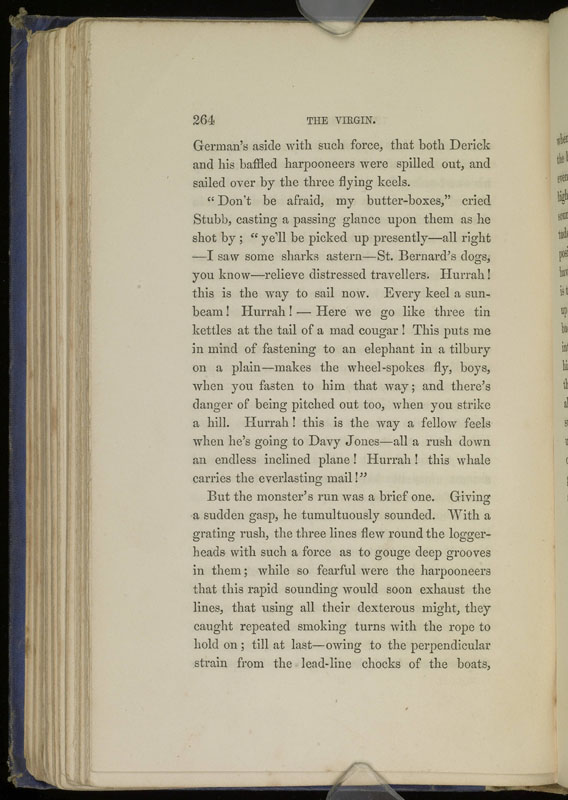 264 THE VIRGIN.
German's aside with such force, that both Derick
and his baffled harpooneers were spilled out, and
sailed over by the three flying keels.
“ Don't be afraid, my butter-boxes,” cried
Stubb, casting a passing glance upon them as he
shot by; “ ye'll be picked up presently—all right
—I saw some sharks astern—St. Bernard's dogs,
you know—relieve distressed travellers. Hurrah!
this is the way to sail now. Every keel a sun-
beam! Hurrah! — Here we go like three tin
kettles at the tail of a mad cougar! This puts me
in mind of fastening to an elephant in a tilbury
on a plain—makes the wheel-spokes fly, boys,
when you fasten to him that way; and there's
danger of being pitched out too, when you strike
a hill. Hurrah! this is the way a fellow feels
when he's going to Davy Jones—all a rush down
an endless inclined plane! Hurrah! this whale
carries the everlasting mail!”
But the monster's run was a brief one. Giving
a sudden gasp, he tumultuously sounded. With a
grating rush, the three lines flew round the logger-
heads with such a force as to gouge deep grooves
in them; while so fearful were the harpooneers
that this rapid sounding would soon exhaust the
lines, that using all their dexterous might, they
caught repeated smoking turns with the rope to
hold on; till at last—owing to the perpendicular
strain from the lead-line chocks of the boats,